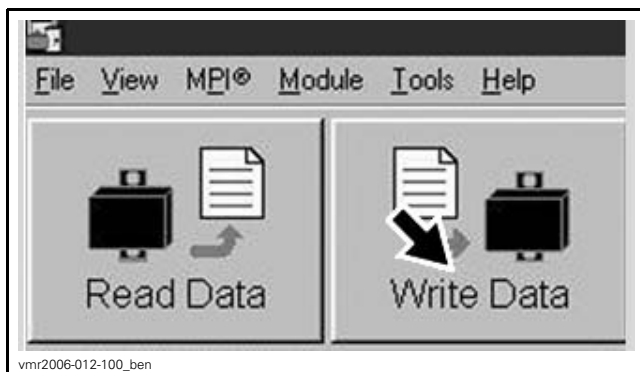 File View MPI® Module Tools Help
Read Data Write Data
vmr2006-012-100_ben